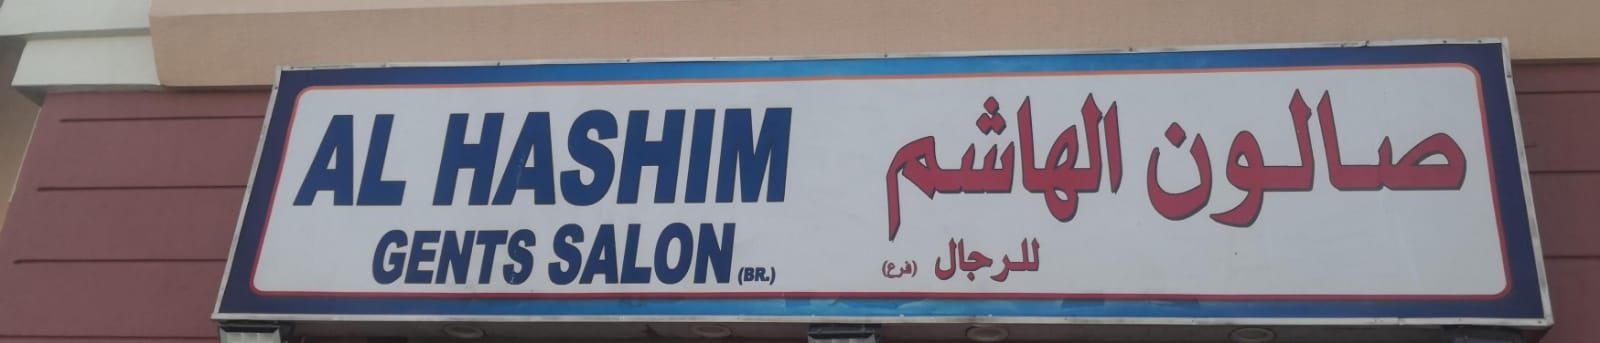 AL HASHIM
GENTS SALON (BR.)
صالون الهاشم
للرجال (فرع)